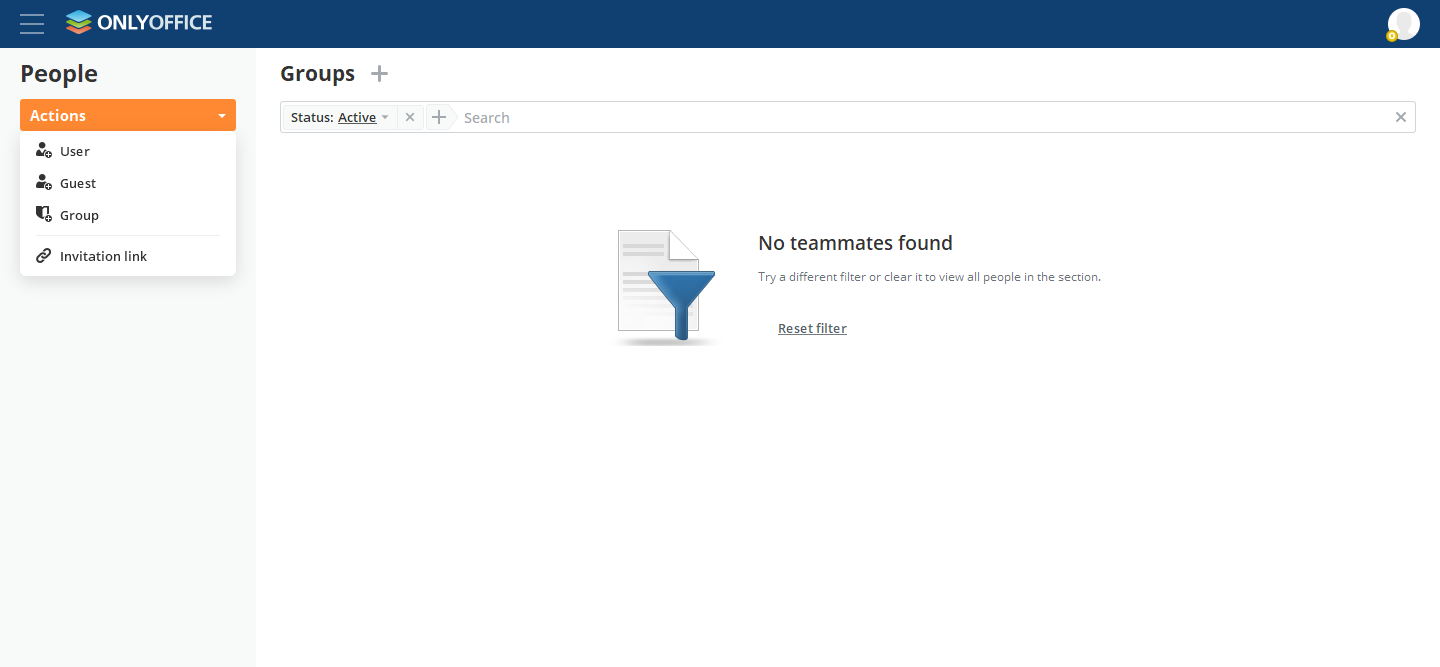 ONLYOFFICE
People
Actions
User
Guest
Group
Invitation link
Groups
Status: Active
Search
No teammates found
Try a different filter or clear it to view all people in the section.
Reset filter